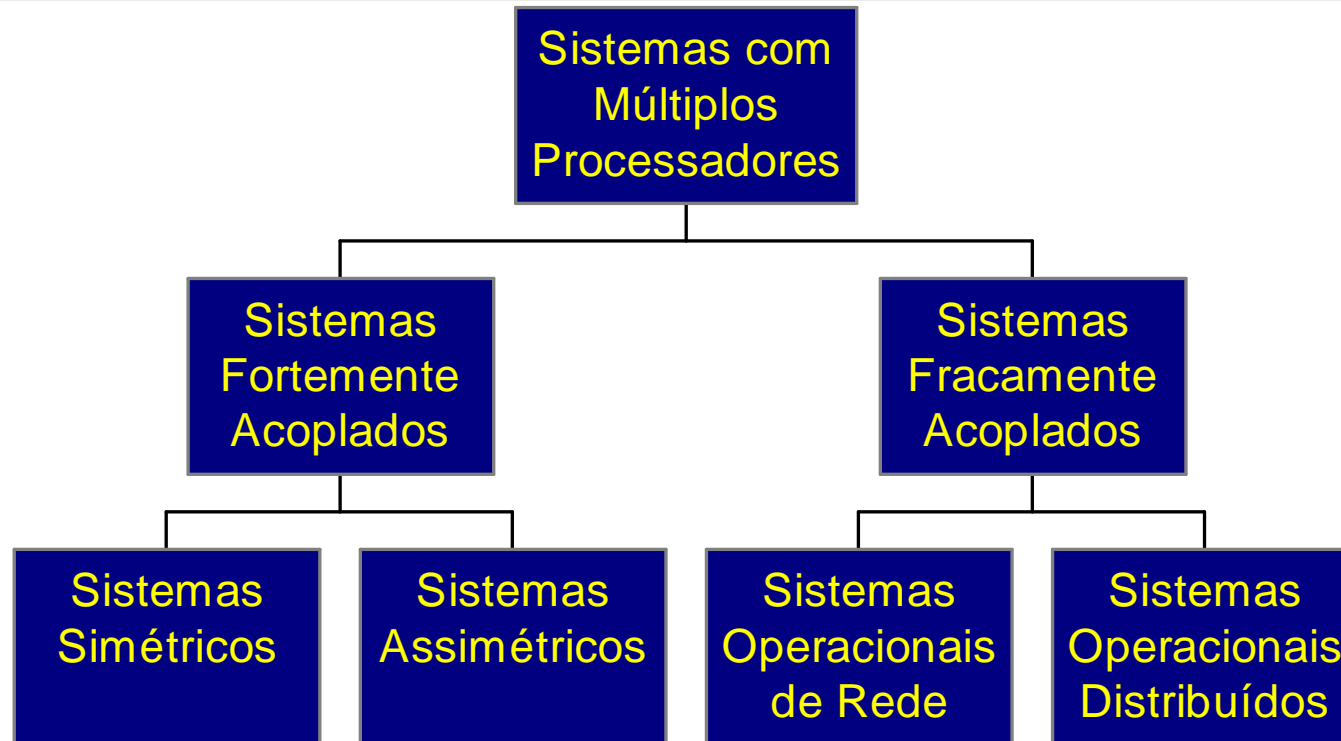 Sistemas com
Múltiplos
Processadores
Sistemas
Fortemente
Acoplados
Sistemas
Fracamente
Acoplados
Sistemas
Simétricos
Sistemas
Assimétricos
Sistemas
Operacionais
de Rede
Sistemas
Operacionais
Distribuídos